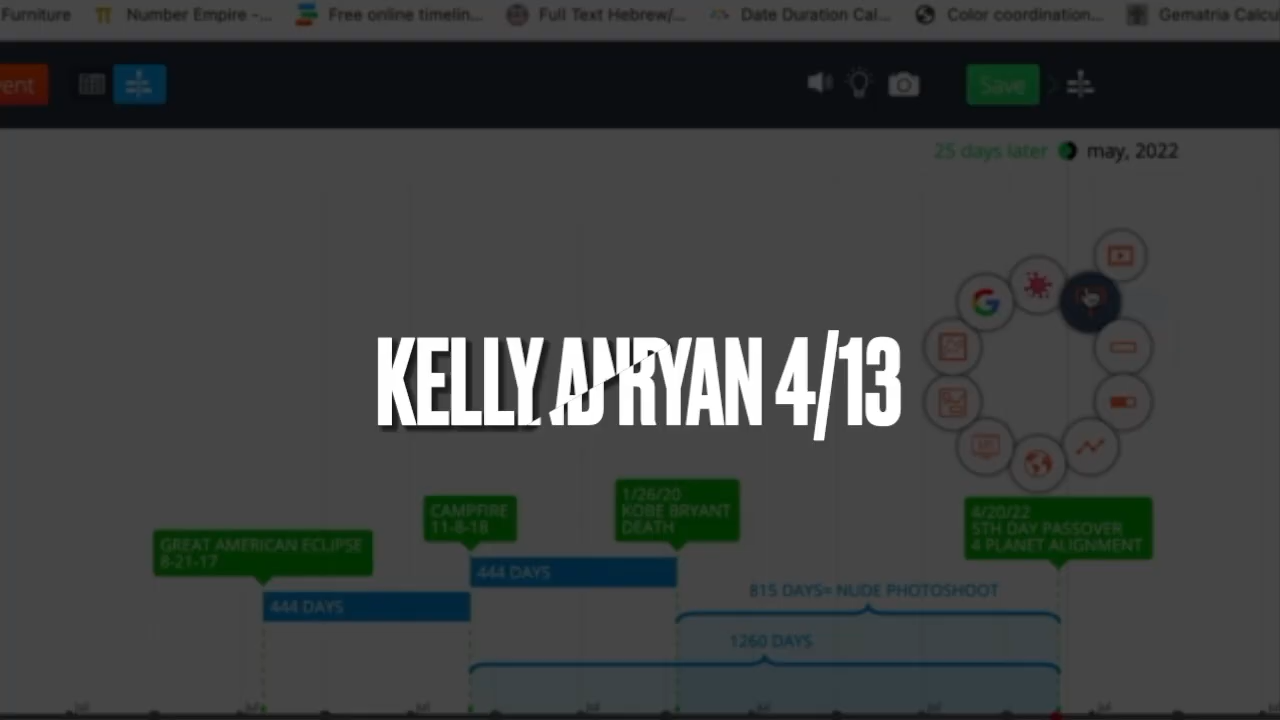 Furniture
Number Empire -...
Free online timelin...
Full Text Hebrew/...
Date Duration Cal...
Color coordination...
Gematria Calcu
vent
Save
25 days later
may, 2022
KELLY AN RYAN 4/13
1/26/20
KOBE BRYANT
DEATH
CAMPFIRE
11-8-18
4/20/22
5TH DAY PASSOVER
4 PLANET ALIGNMENT
GREAT AMERICAN ECLIPSE
8-21-17
444 DAYS
815 DAYS= NUDE PHOTOSHOOT
444 DAYS
1260 DAYS